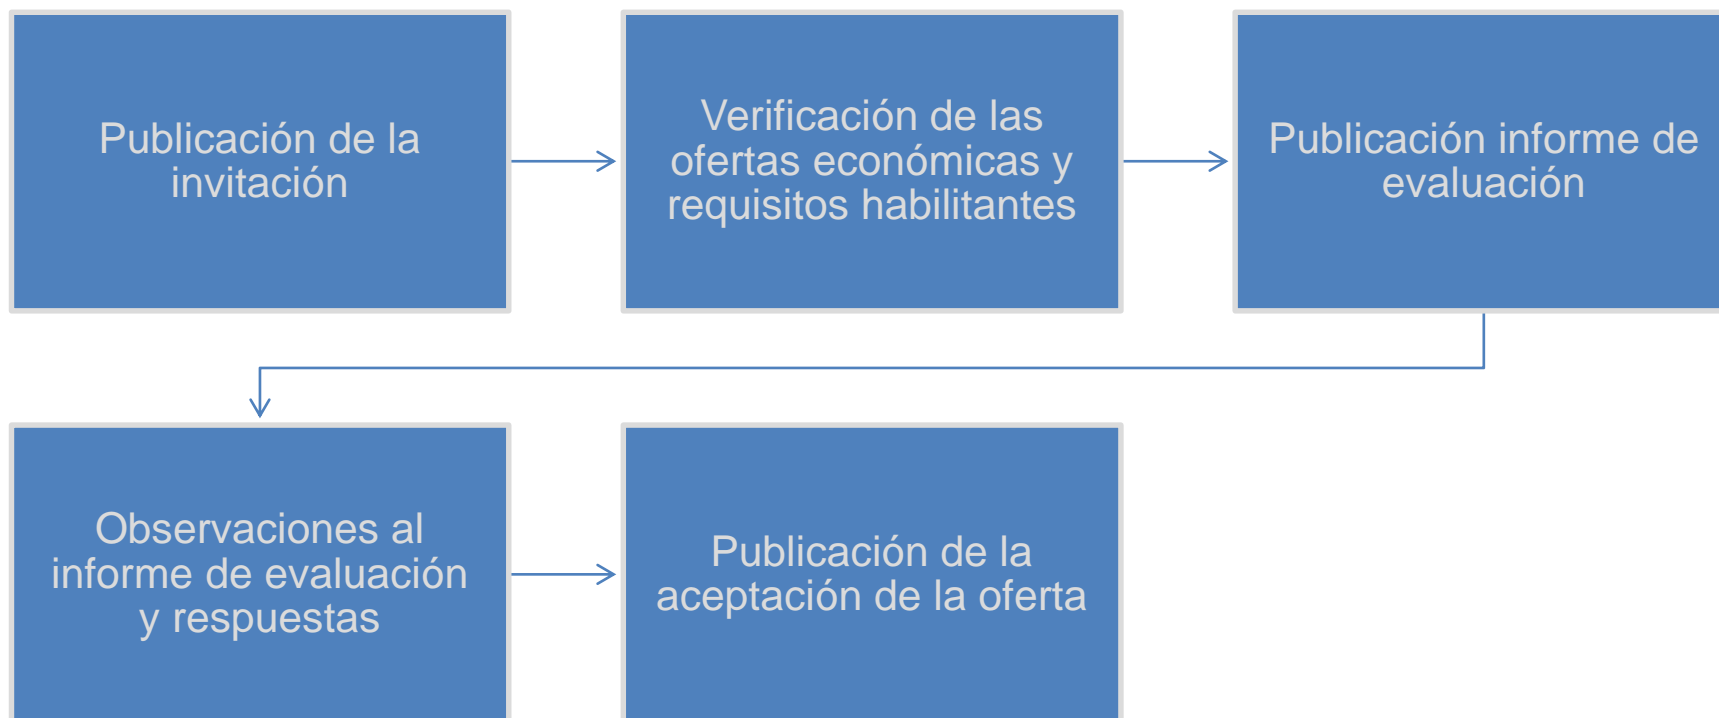 Publicación de la
invitación
Verificación de las
ofertas económicas y
requisitos habilitantes
Publicación informe de
evaluación
Observaciones al
informe de evaluación
y respuestas
Publicación de la
aceptación de la oferta